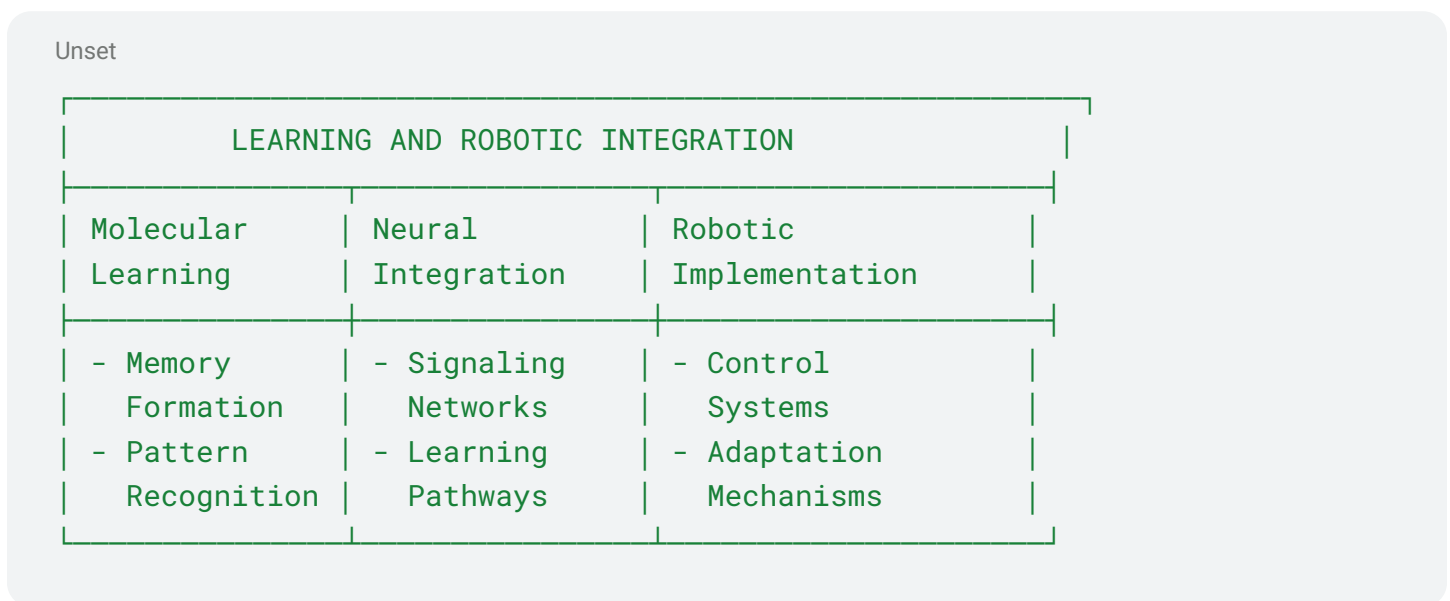 Unset
LEARNING AND ROBOTIC INTEGRATION
Molecular Neural Robotic
Learning Integration Implementation
- Memory - Signaling - Control
Formation Networks Systems
- Pattern - Learning - Adaptation
Recognition Pathways Mechanisms